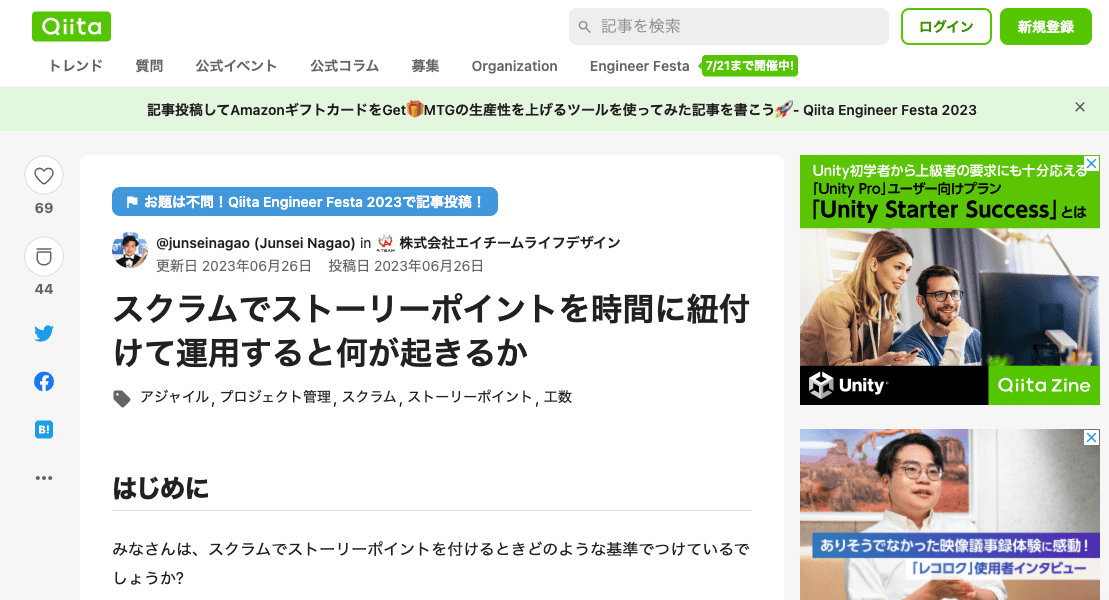 Qiita
記事を検索
ログイン
新規登録
トレンド 質問 公式イベント 公式コラム 募集 Organization Engineer Festa 7/21まで開催中!
記事投稿してAmazonギフトカードをGet🎁MTGの生産性を上げるツールを使ってみた記事を書こう🚀- Qiita Engineer Festa 2023
69
44
B!
お題は不問！Qiita Engineer Festa 2023で記事投稿！
@junseinagao (Junsei Nagao) in 株式会社エイチームライフデザイン
更新日 2023年06月26日 投稿日 2023年06月26日
スクラムでストーリーポイントを時間に紐付
けて運用すると何が起きるか
アジャイル, プロジェクト管理, スクラム, ストーリーポイント, 工数
はじめに
みなさんは、スクラムでストーリーポイントを付けるときどのような基準でつけているで
しょうか?
Unity初学者から上級者の要求にも十分応える
「Unity Pro」ユーザー向けプラン
「Unity Starter Success」とは
Unity
Qiita Zine
ありそうでなかった映像議事録体験に感動！
「レコロク」使用者インタビュー